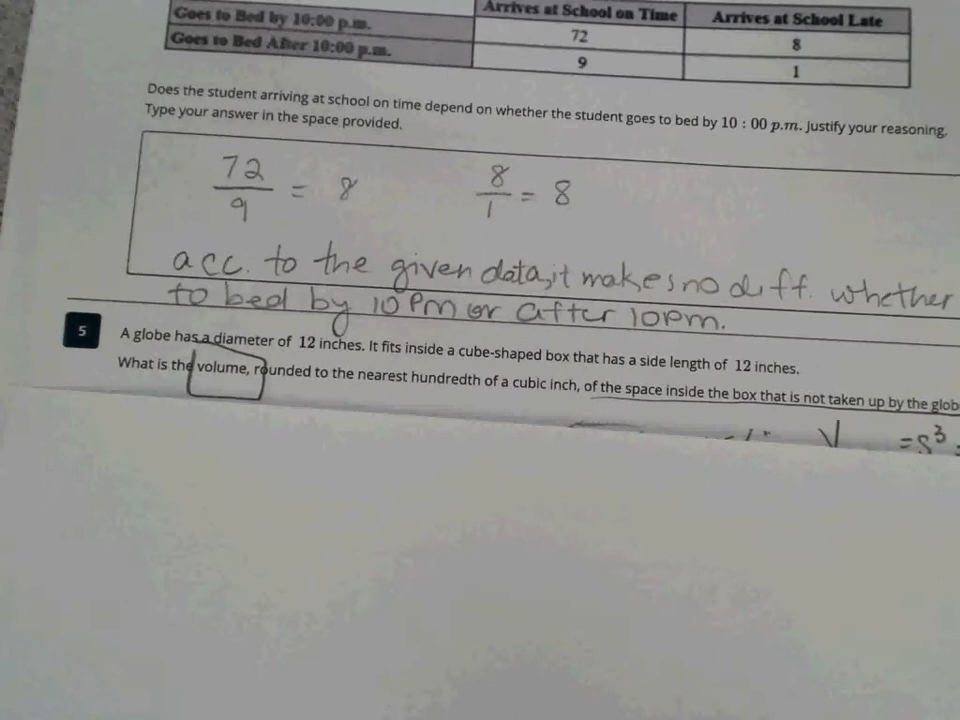 Arrives at School on Time Arrives at School Late
Goes to Bed by 10:00 p.m. 72 8
Goes to Bed After 10:00 p.m. 9 1
Does the student arriving at school on time depend on whether the student goes to bed by 10 : 00 p.m. Justify your reasoning.
Type your answer in the space provided.
72/9 = 8 8/1 = 8
acc. to the given data, it makes no diff. whether
to bed by 10 Pm or after 10pm.
5 A globe has a diameter of 12 inches. It fits inside a cube-shaped box that has a side length of 12 inches.
What is the volume, rounded to the nearest hundredth of a cubic inch, of the space inside the box that is not taken up by the glob
V = s³